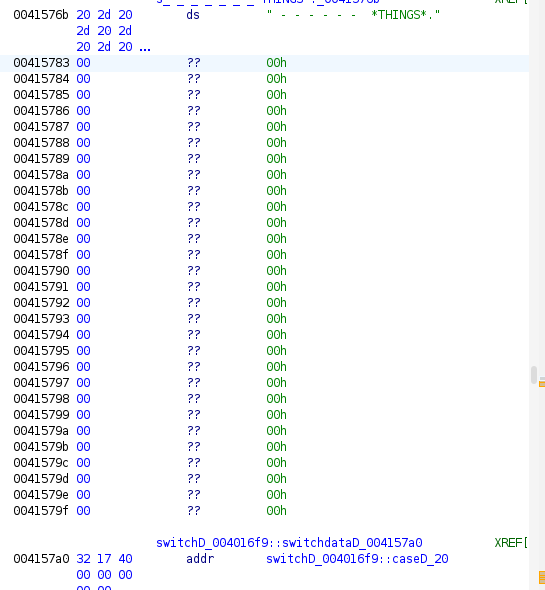 s_-_-_-_-_-_-_*THINGS*._0041576b XREF[
0041576b 20 2d 20 ds " - - - - - - *THINGS*."
2d 20 2d
20 2d 20 ...
00415783 00 ?? 00h
00415784 00 ?? 00h
00415785 00 ?? 00h
00415786 00 ?? 00h
00415787 00 ?? 00h
00415788 00 ?? 00h
00415789 00 ?? 00h
0041578a 00 ?? 00h
0041578b 00 ?? 00h
0041578c 00 ?? 00h
0041578d 00 ?? 00h
0041578e 00 ?? 00h
0041578f 00 ?? 00h
00415790 00 ?? 00h
00415791 00 ?? 00h
00415792 00 ?? 00h
00415793 00 ?? 00h
00415794 00 ?? 00h
00415795 00 ?? 00h
00415796 00 ?? 00h
00415797 00 ?? 00h
00415798 00 ?? 00h
00415799 00 ?? 00h
0041579a 00 ?? 00h
0041579b 00 ?? 00h
0041579c 00 ?? 00h
0041579d 00 ?? 00h
0041579e 00 ?? 00h
0041579f 00 ?? 00h
switchD_004016f9::switchdataD_004157a0 XREF[
004157a0 32 17 40 addr switchD_004016f9::caseD_20
00 00 00
00 00